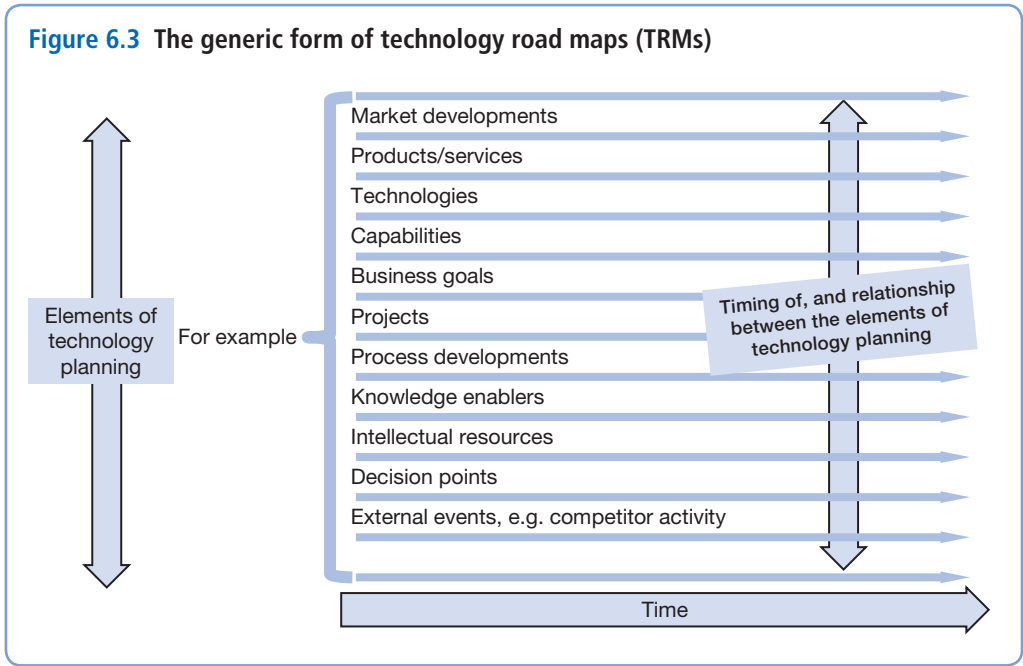 Figure 6.3 The generic form of technology road maps (TRMs)
Elements of
technology
planning
For example
Market developments
Products/services
Technologies
Capabilities
Business goals
Projects
Process developments
Knowledge enablers
Intellectual resources
Decision points
External events, e.g. competitor activity
Timing of, and relationship
between the elements of
technology planning
Time